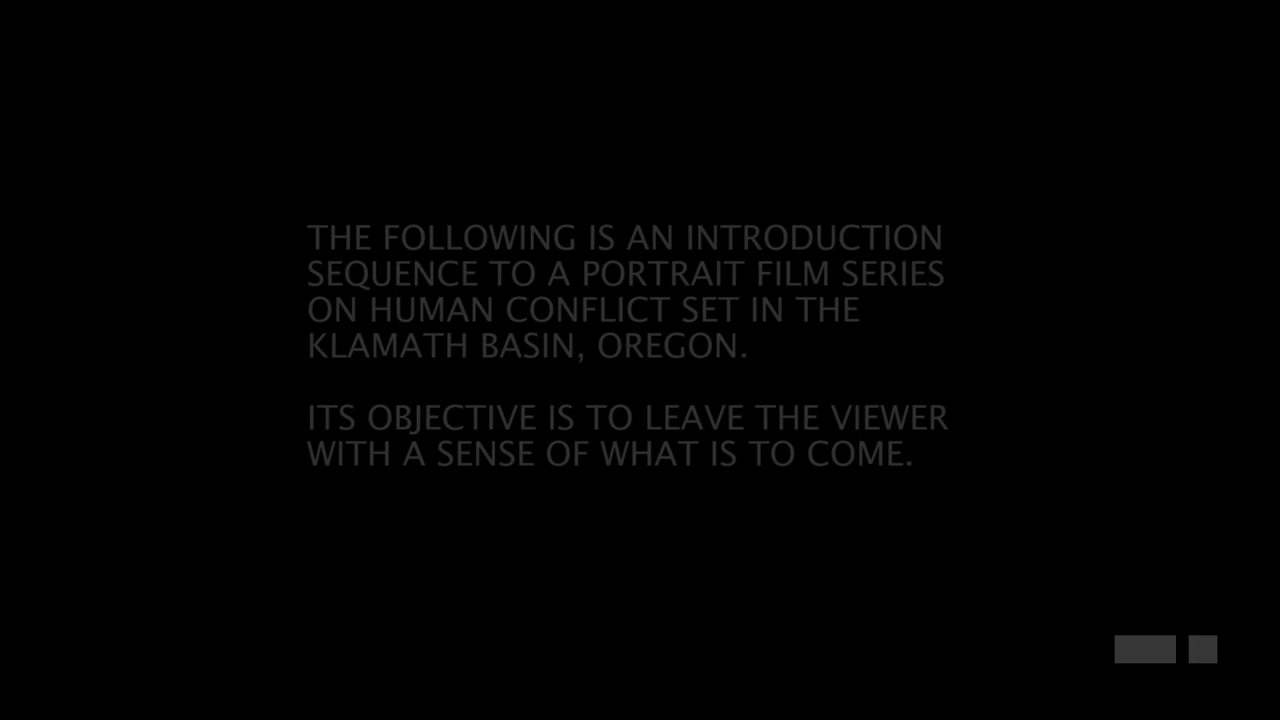 THE FOLLOWING IS AN INTRODUCTION
SEQUENCE TO A PORTRAIT FILM SERIES
ON HUMAN CONFLICT SET IN THE
KLAMATH BASIN, OREGON.
ITS OBJECTIVE IS TO LEAVE THE VIEWER
WITH A SENSE OF WHAT IS TO COME.